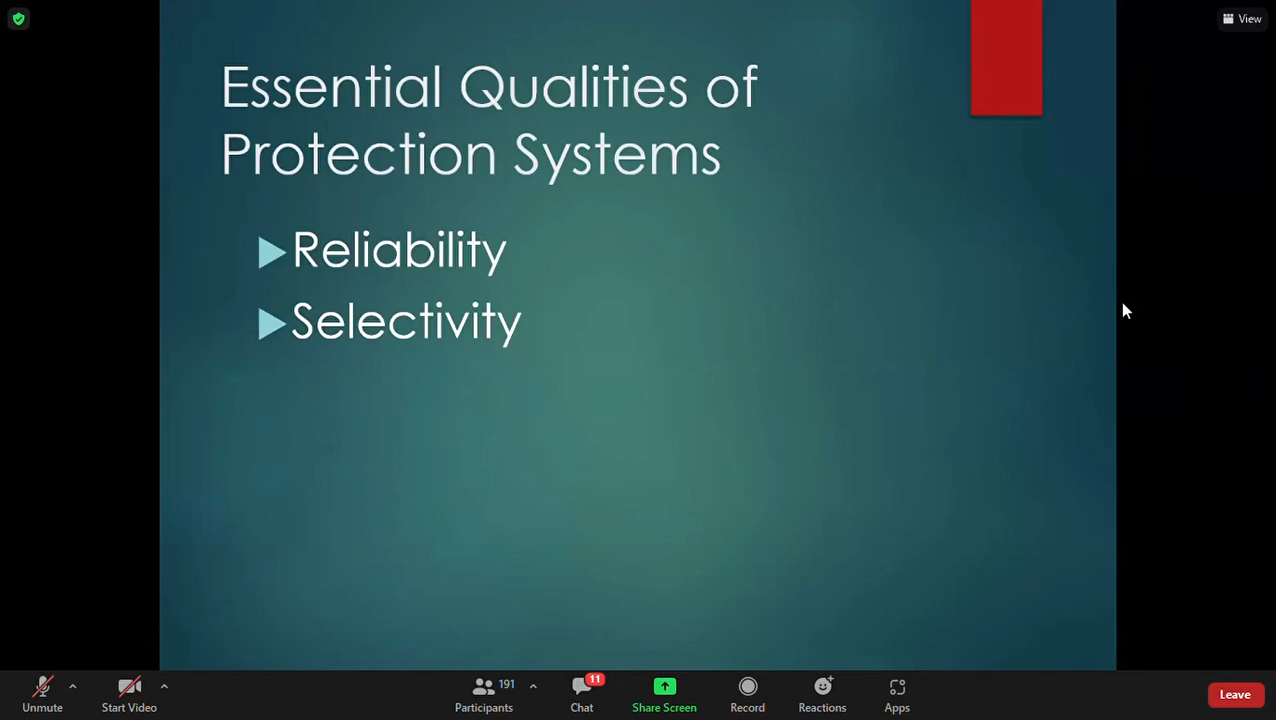 View
Essential Qualities of
Protection Systems
Reliability
Selectivity
191
11
Unmute
Start Video
Participants
Chat
Share Screen
Record
Reactions
Apps
Leave